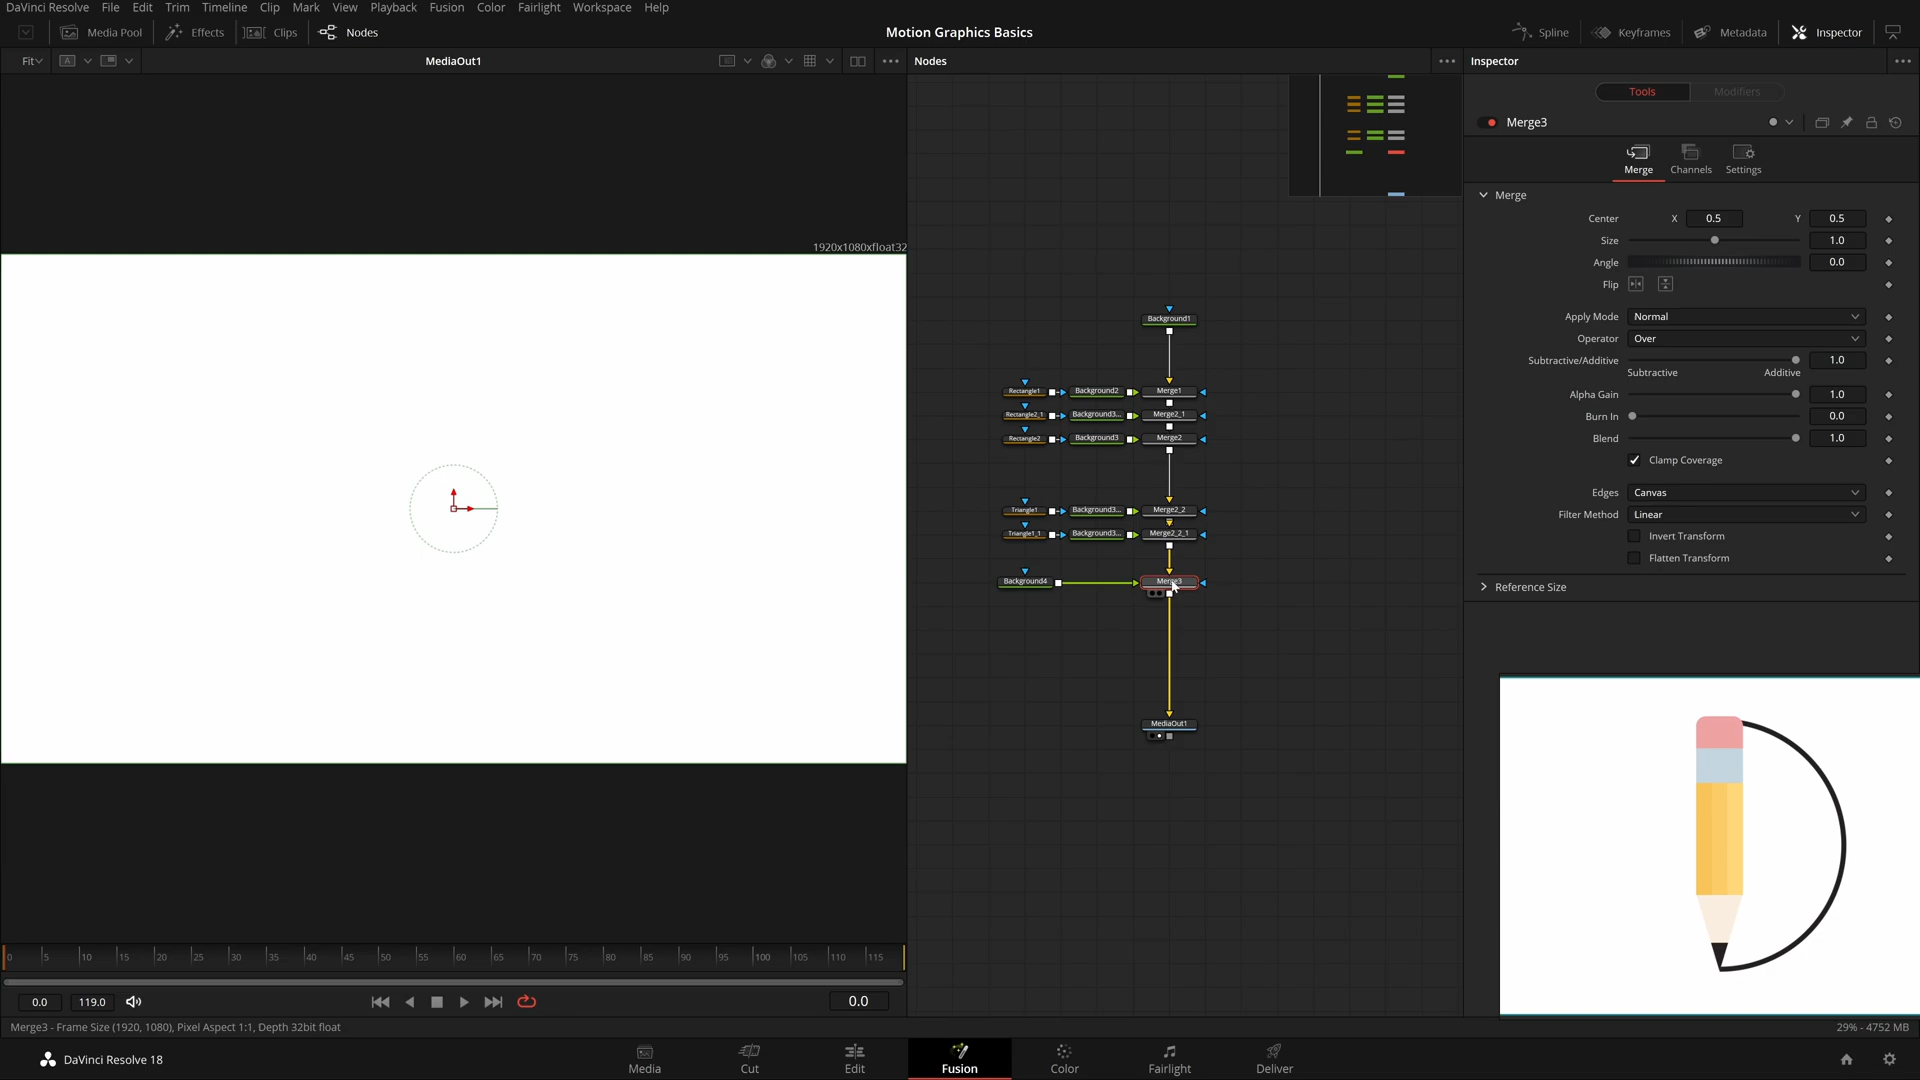 DaVinci Resolve File Edit Trim Timeline Clip Mark View Playback Fusion Color Fairlight Workspace Help
Media Pool Effects Clips Nodes Motion Graphics Basics Spline Keyframes Metadata Inspector
Fit MediaOut1 Nodes Inspector
Tools Modifiers
Merge3
Merge Channels Settings
Merge
Center X 0.5 Y 0.5
1920x1080xfloat32 Size 1.0
Angle 0.0
Flip
Background1
Apply Mode Normal
Operator Over
Subtractive/Additive 1.0
Subtractive Additive
Rectangle1 Background2 Merge1
Alpha Gain 1.0
Rectangle2_1 Background3... Merge2_1
Burn In 0.0
Rectangle2 Background3 Merge2
Blend 1.0
Clamp Coverage
Edges Canvas
Triangle1 Background3... Merge2_2
Filter Method Linear
Triangle1_1 Background3... Merge2_2_1
Invert Transform
Flatten Transform
Background4 Merge3
Reference Size
MediaOut1
0 5 10 15 20 25 30 35 40 45 50 55 60 65 70 75 80 85 90 95 100 105 110 115
0.0 119.0 0.0
Merge3 - Frame Size (1920, 1080), Pixel Aspect 1:1, Depth 32bit float 29% - 4752 MB
DaVinci Resolve 18 Media Cut Edit Fusion Color Fairlight Deliver